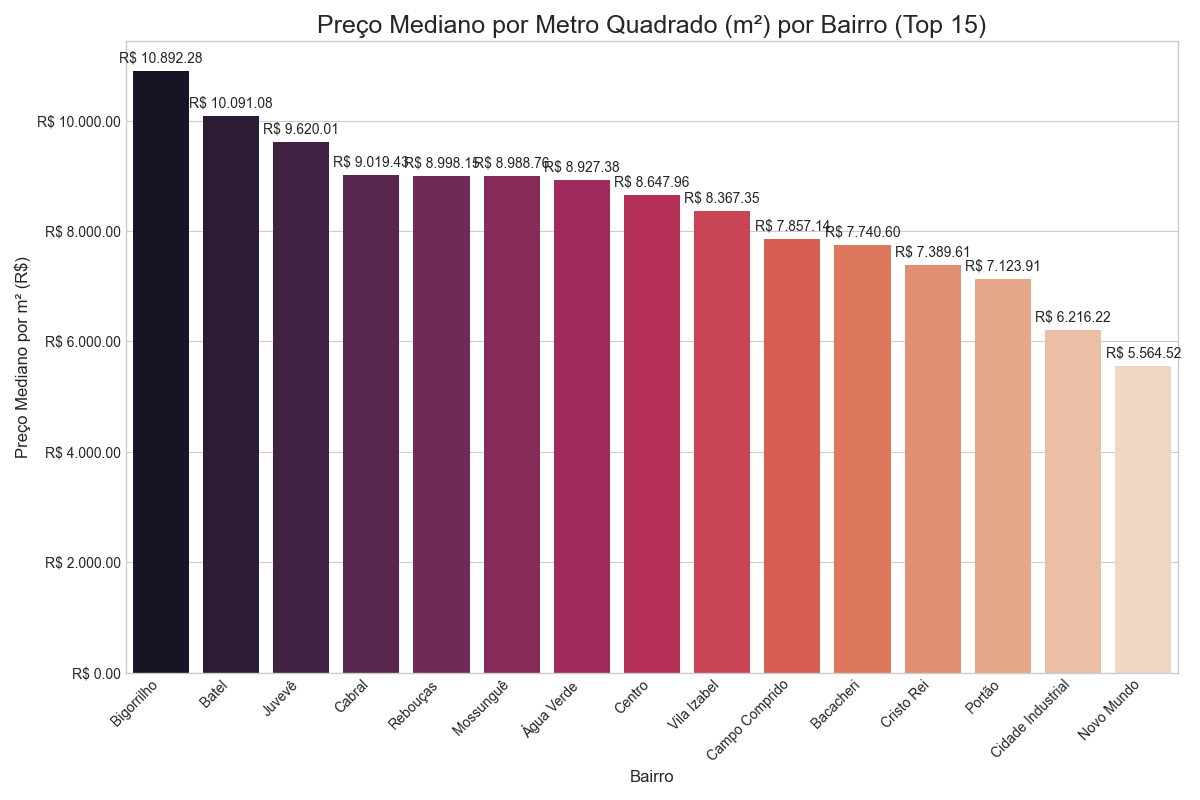 Preço Mediano por Metro Quadrado (m²) por Bairro (Top 15)
Preço Mediano por m² (R$)
R$ 10.000.00
R$ 8.000.00
R$ 6.000.00
R$ 4.000.00
R$ 2.000.00
R$ 0.00
R$ 10.892.28
R$ 10.091.08
R$ 9.620.01
R$ 9.019.43
R$ 8.998.15
R$ 8.988.76
R$ 8.927.38
R$ 8.647.96
R$ 8.367.35
R$ 7.857.14
R$ 7.740.60
R$ 7.389.61
R$ 7.123.91
R$ 6.216.22
R$ 5.564.52
Bigorrilho
Batel
Juvevê
Cabral
Rebouças
Mossunguê
Água Verde
Centro
Vila Izabel
Campo Comprido
Bacacheri
Cristo Rei
Portão
Cidade Industrial
Novo Mundo
Bairro